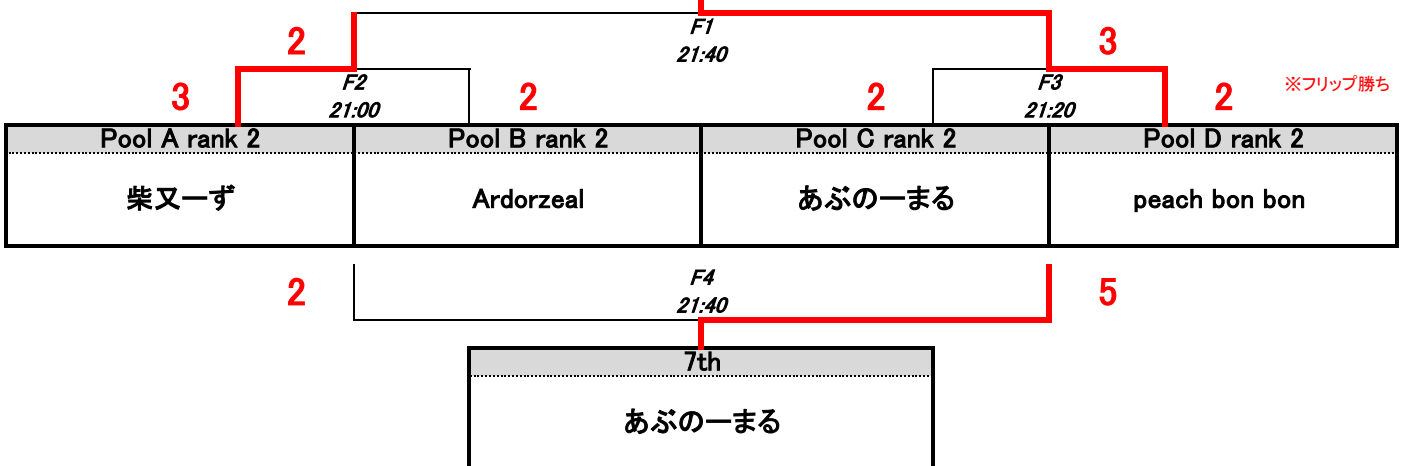 F1
21:40
2
3
F2
21:00
F3
21:20
3
2
2
2
※フリップ勝ち
Pool A rank 2
Pool B rank 2
Pool C rank 2
Pool D rank 2
柴又ーず
Ardorzeal
あぶのーまる
peach bon bon
2
F4
21:40
5
7th
あぶのーまる